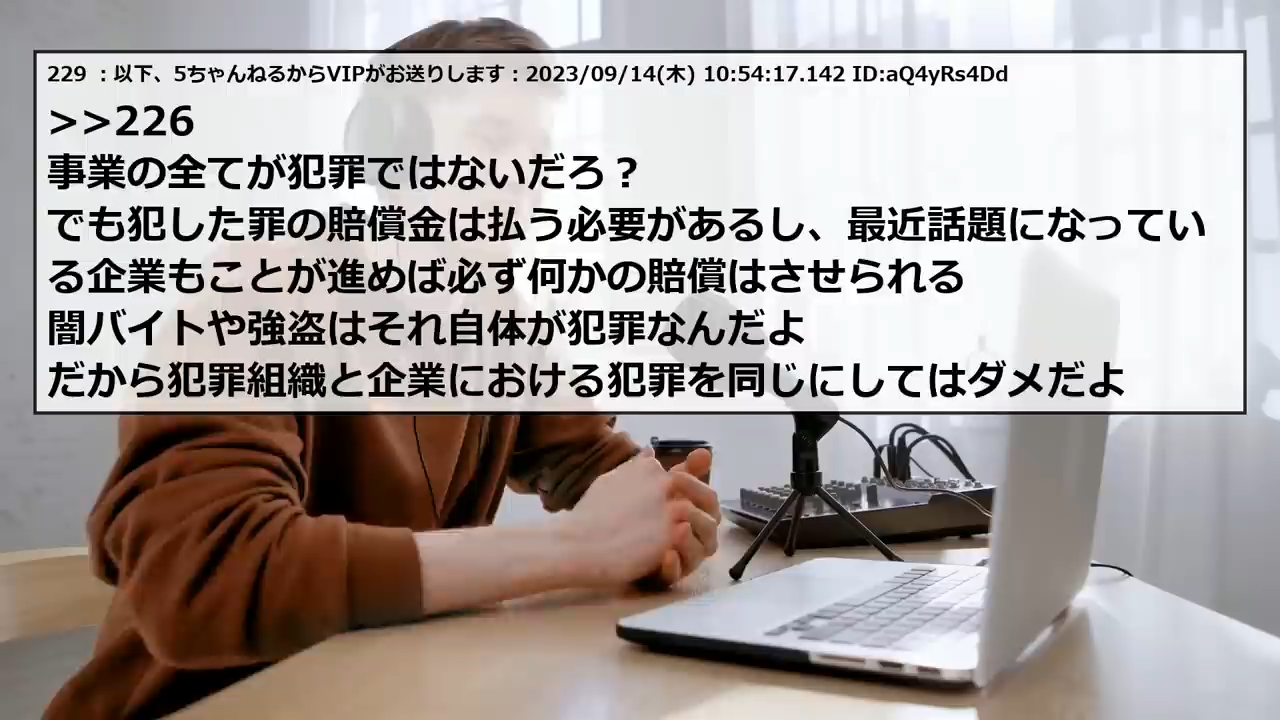 229 ：以下、5ちゃんねるからVIPがお送りします：2023/09/14(木) 10:54:17.142 ID:aQ4yRs4Dd
>>226
事業の全てが犯罪ではないだろ？
でも犯した罪の賠償金は払う必要があるし、最近話題になってい
る企業もことが進めば必ず何かの賠償はさせられる
闇バイトや強盗はそれ自体が犯罪なんだよ
だから犯罪組織と企業における犯罪を同じにしてはダメだよ